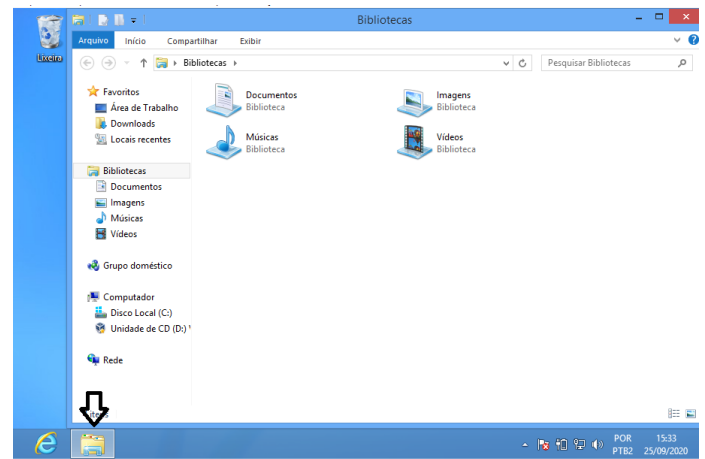 Bibliotecas
Lixeira
Arquivo Início Compartilhar Exibir
Bibliotecas
Pesquisar Bibliotecas
Favoritos
Área de Trabalho
Downloads
Locais recentes
Bibliotecas
Documentos
Imagens
Músicas
Vídeos
Grupo doméstico
Computador
Disco Local (C:)
Unidade de CD (D:)
Rede
Documentos
Biblioteca
Imagens
Biblioteca
Músicas
Biblioteca
Vídeos
Biblioteca
POR 15:33
PTB2 25/09/2020